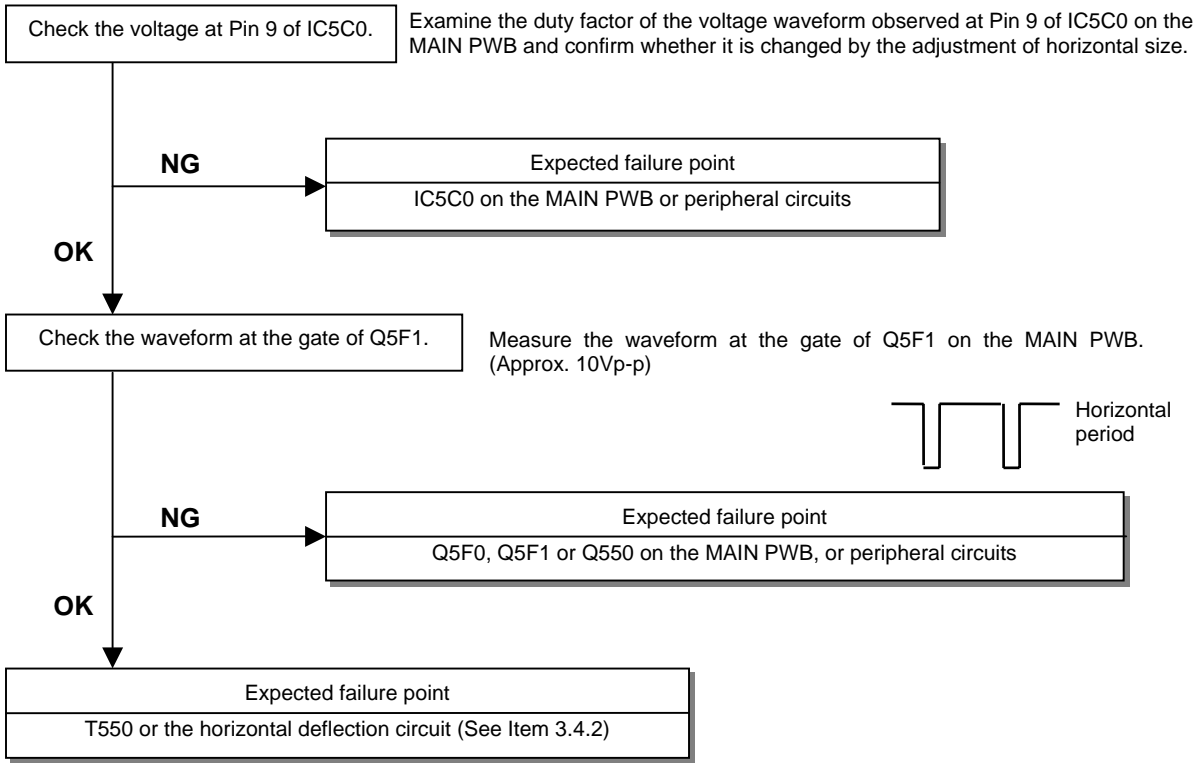 Check the voltage at Pin 9 of IC5C0.
Examine the duty factor of the voltage waveform observed at Pin 9 of IC5C0 on the
MAIN PWB and confirm whether it is changed by the adjustment of horizontal size.
NG
Expected failure point
IC5C0 on the MAIN PWB or peripheral circuits
OK
Check the waveform at the gate of Q5F1.
Measure the waveform at the gate of Q5F1 on the MAIN PWB.
(Approx. 10Vp-p)
Horizontal
period
NG
Expected failure point
Q5F0, Q5F1 or Q550 on the MAIN PWB, or peripheral circuits
OK
Expected failure point
T550 or the horizontal deflection circuit (See Item 3.4.2)